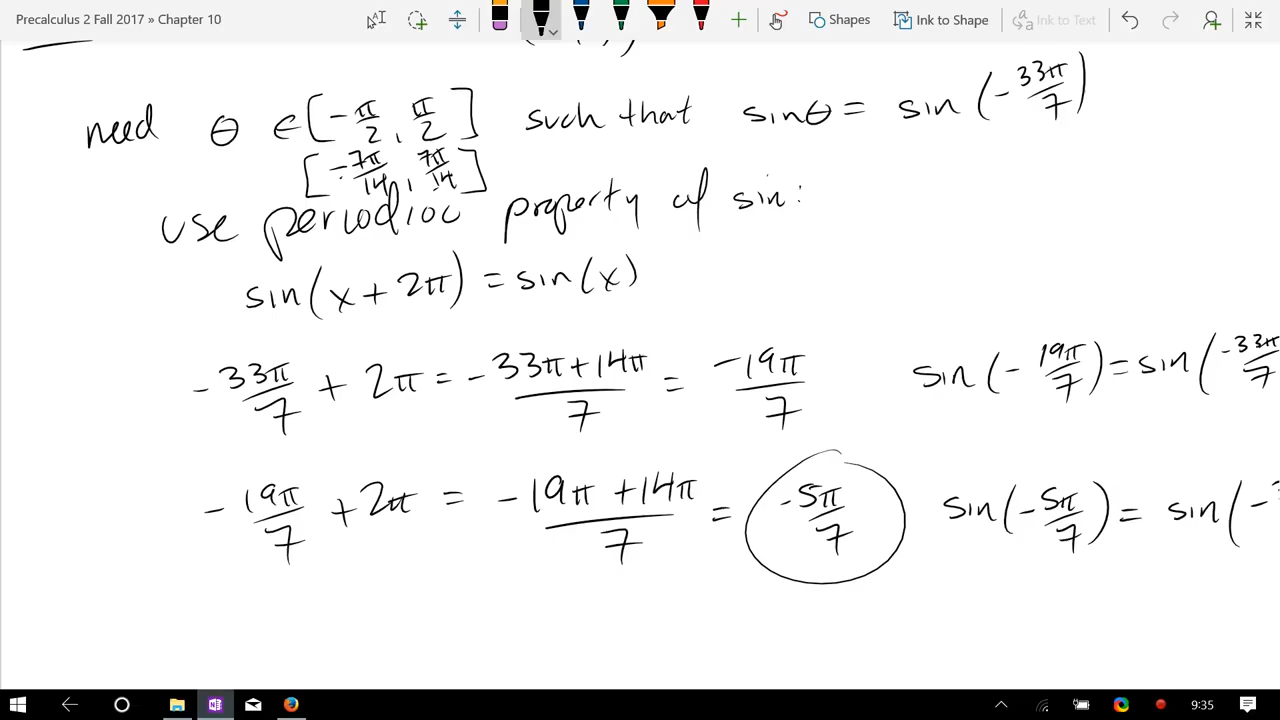 Precalculus 2 Fall 2017 » Chapter 10
Shapes
Ink to Shape
Ink to Text
need θ ∈ [-π/2, π/2] such that sinθ = sin(-33π/7)
[-7π/14, 7π/14]
use periodic property of sin:
sin(x + 2π) = sin(x)
-33π/7 + 2π = -33π+14π/7 = -19π/7 sin(-19π/7) = sin(-33π/7
-19π/7 + 2π = -19π+14π/7 = -5π/7 sin(-5π/7) = sin(-
9:35